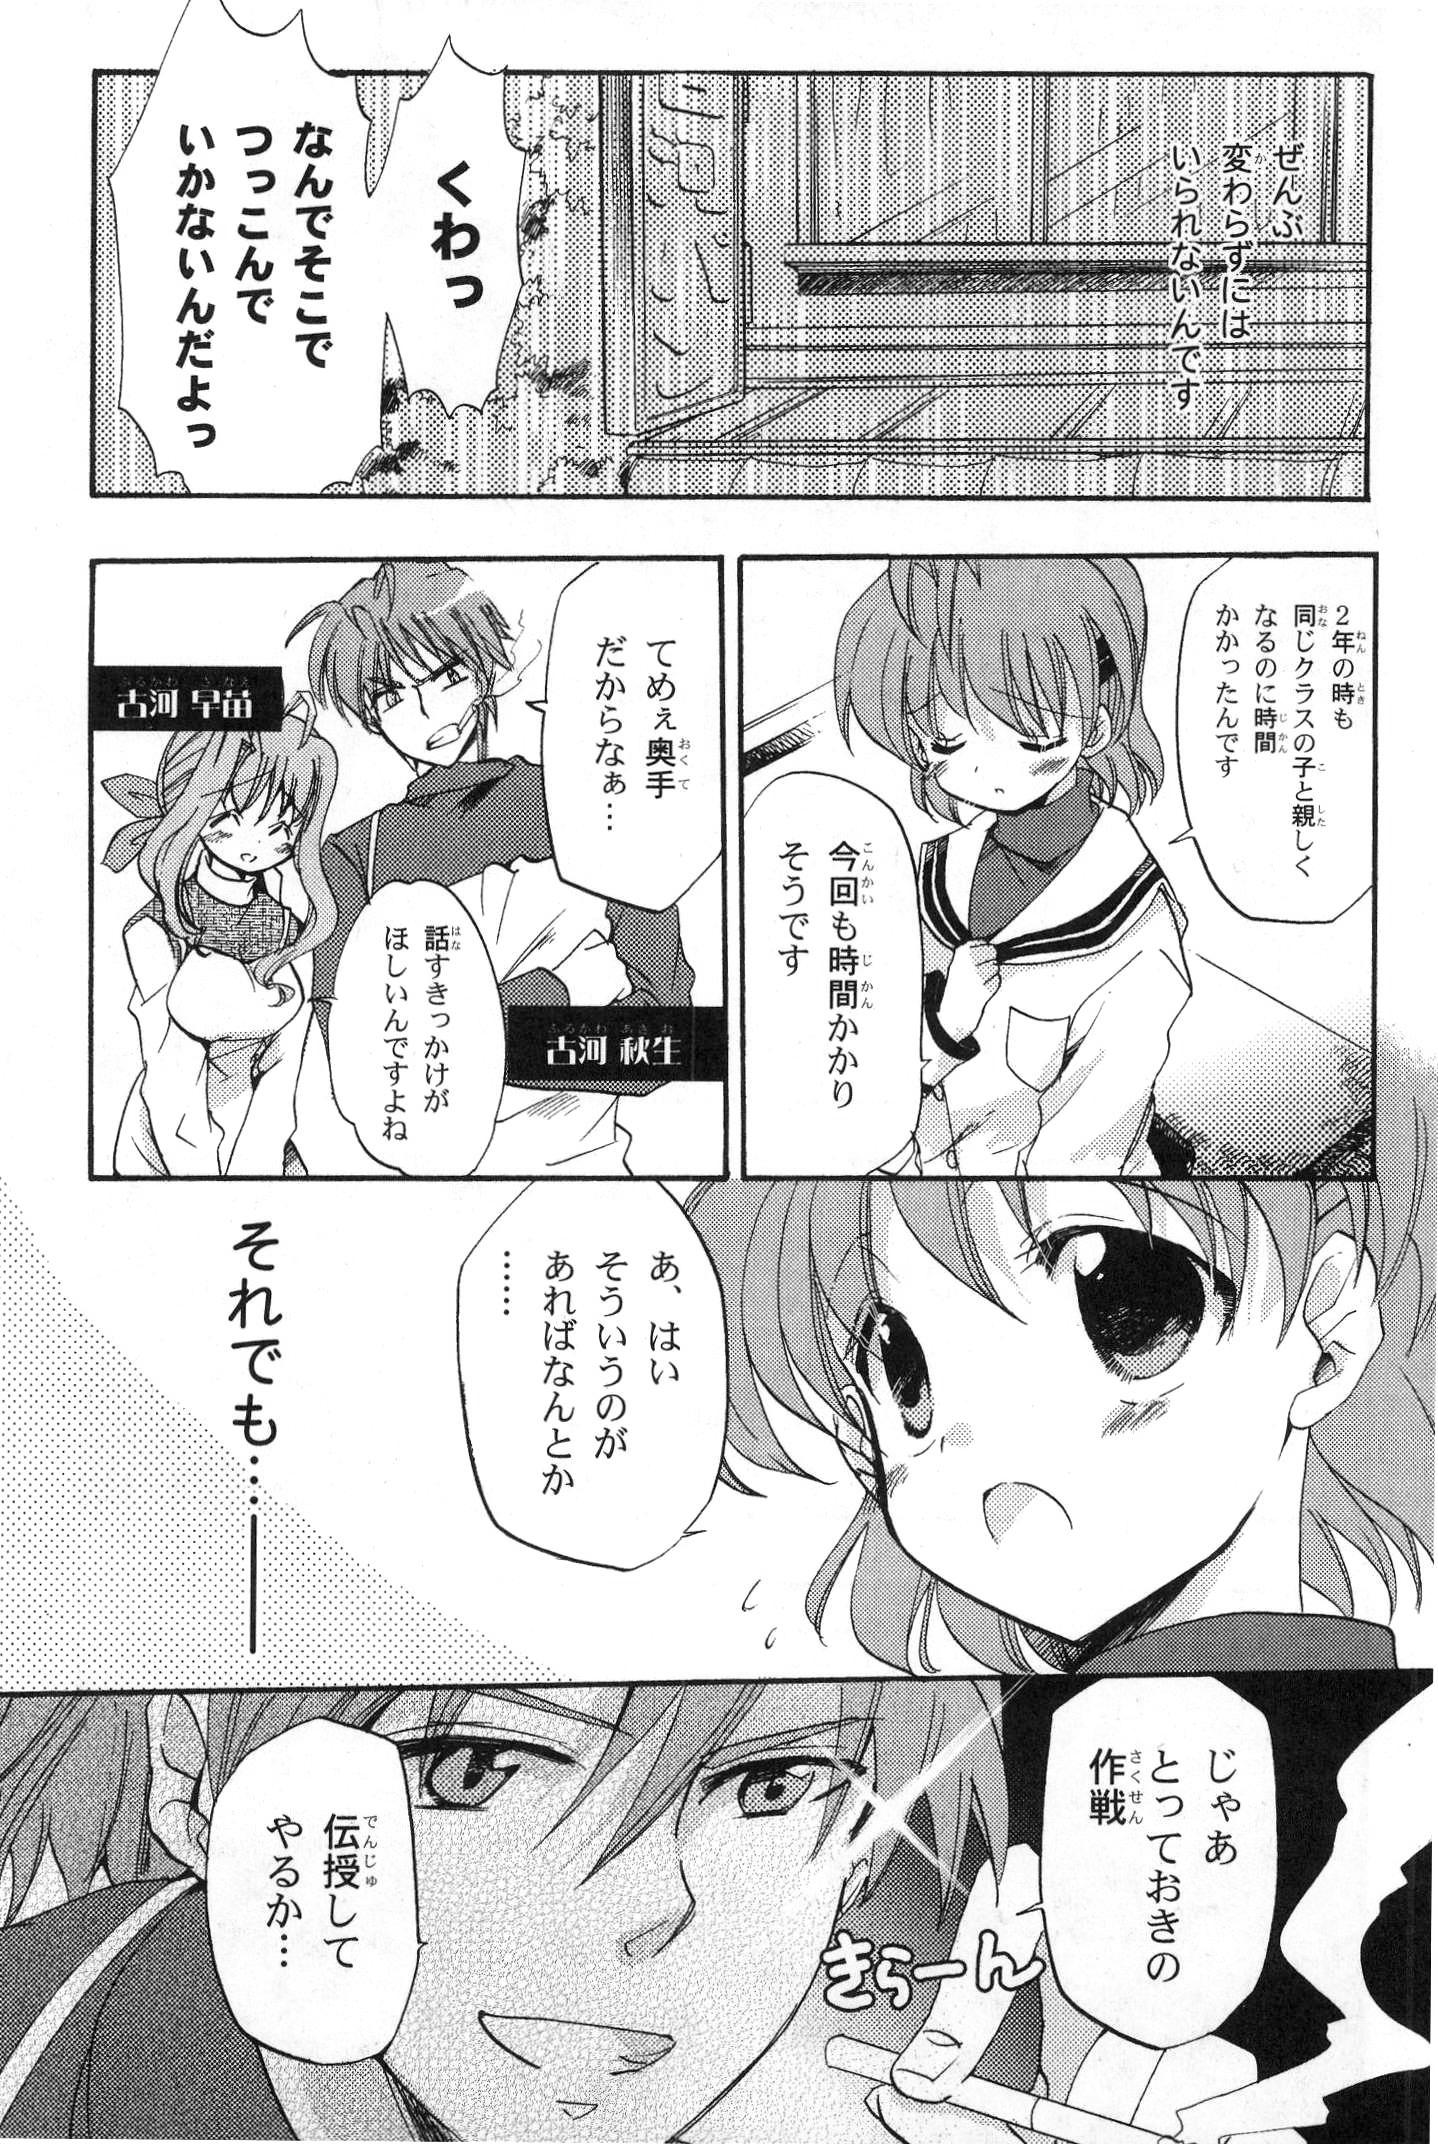 ぜんぶ
変わらずには
いられないんです
古河パン
くわっ
なんでそこで
つっこんで
いかないんだよっ
2年の時も
同じクラスの子と親しく
なるのに時間
かかったんです
今回も時間かかり
そうです
てめぇ奥手
だからなぁ…
古河 早苗
話すきっかけが
ほしいんですよね
古河 秋生
あ、はい
そういうのが
あればなんとか
……
それでも…――
じゃあ
とっておきの
作戦
きらーん
伝授して
やるか…